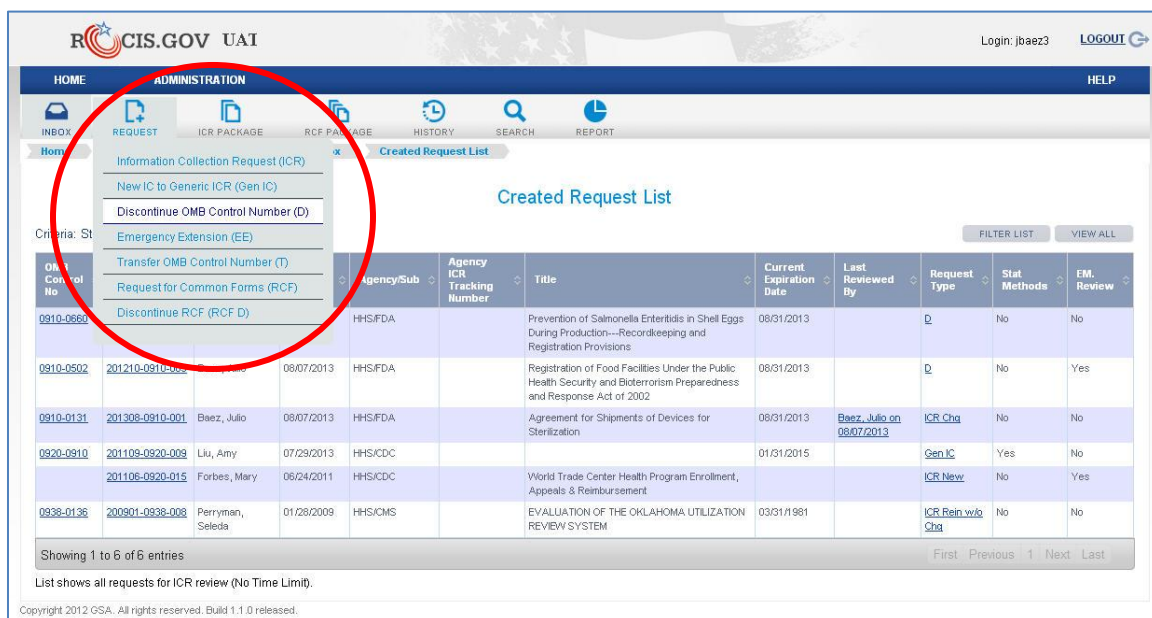 ROCIS.GOV UAI
Login: jbaez3 LOGOUT
HOME ADMINISTRATION HELP
INBOX REQUEST ICR PACKAGE RCF PACKAGE HISTORY SEARCH REPORT
Home Created Request List
Information Collection Request (ICR)
New IC to Generic ICR (Gen IC)
Discontinue OMB Control Number (D)
Emergency Extension (EE)
Transfer OMB Control Number (T)
Request for Common Forms (RCF)
Discontinue RCF (RCF D)
Created Request List
Criteria: St
FILTER LIST VIEW ALL
OMB Control No Agency/Sub Agency ICR Tracking Number Title Current Expiration Date Last Reviewed By Request Type Stat Methods EM. Review
0910-0660 HHS/FDA Prevention of Salmonella Enteritidis in Shell Eggs 08/31/2013 D No No
During Production---Recordkeeping and
Registration Provisions
0910-0502 201210-0910-005 08/07/2013 HHS/FDA Registration of Food Facilities Under the Public 08/31/2013 D No Yes
Health Security and Bioterrorism Preparedness
and Response Act of 2002
0910-0131 201308-0910-001 Baez, Julio 08/07/2013 HHS/FDA Agreement for Shipments of Devices for 08/31/2013 Baez, Julio on ICR Chg No No
Sterilization 08/07/2013
0920-0910 201109-0920-009 Liu, Amy 07/29/2013 HHS/CDC 01/31/2015 Gen IC Yes No
201106-0920-015 Forbes, Mary 06/24/2011 HHS/CDC World Trade Center Health Program Enrollment, ICR New No Yes
Appeals & Reimbursement
0938-0136 200901-0938-008 Perryman, 01/28/2009 HHS/CMS EVALUATION OF THE OKLAHOMA UTILIZATION 03/31/1981 ICR Rein w/o No No
Seleda REVIEW SYSTEM Chg
Showing 1 to 6 of 6 entries First Previous 1 Next Last
List shows all requests for ICR review (No Time Limit).
Copyright 2012 GSA. All rights reserved. Build 1.1.0 released.